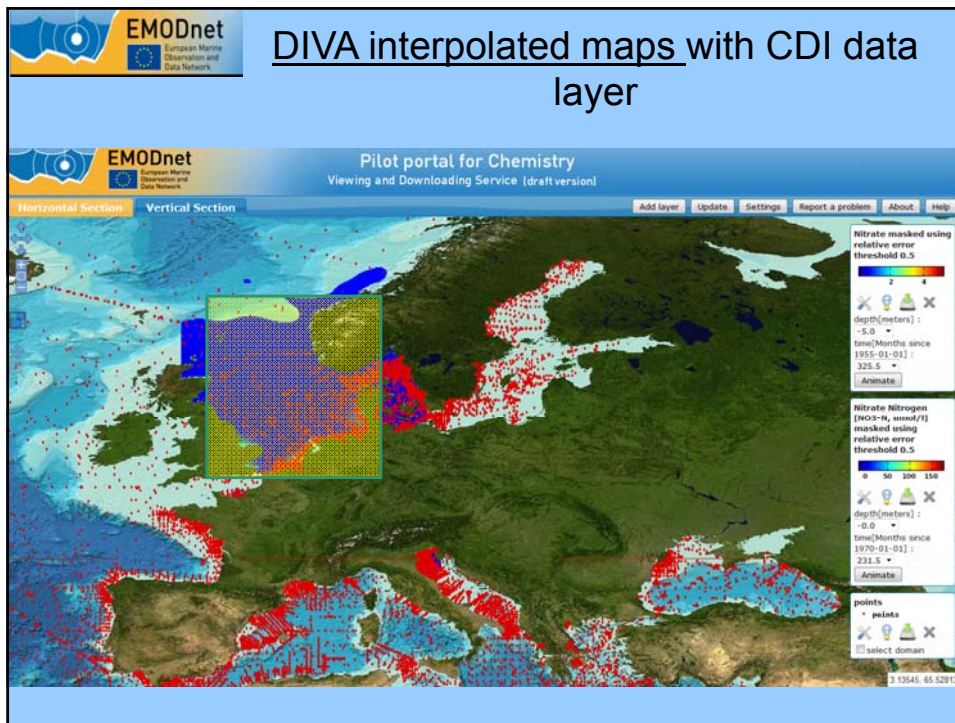 EMODnet
European Marine
Observation and
Data Network
DIVA interpolated maps with CDI data
layer
EMODnet
European Marine
Observation and
Data Network
Pilot portal for Chemistry
Viewing and Downloading Service (draft version)
Horizontal Section
Vertical Section
Add layer
Update
Settings
Report a problem
About
Help
Nitrate masked using
relative error
threshold 0.5
2 4
depth[meters] :
-5.0
time[Months since
1955-01-01] :
325.5
Animate
Nitrate Nitrogen
[NO3-N, umol/l]
masked using
relative error
threshold 0.5
0 50 100 150
depth[meters] :
-0.0
time[Months since
1970-01-01] :
231.5
Animate
points
points
select domain
3.13545, 65.52813